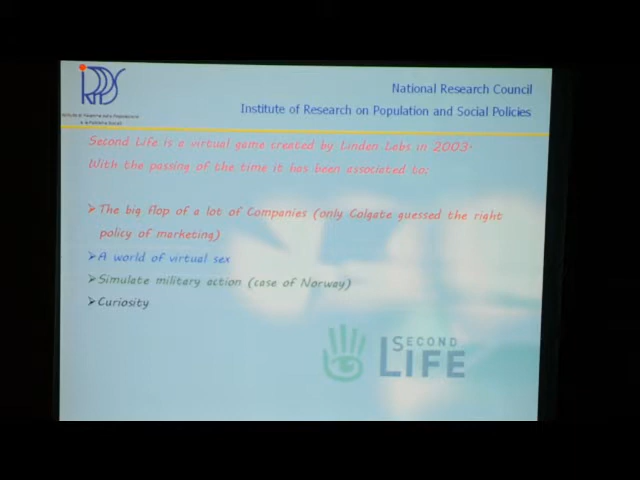 IRPPS
National Research Council
Institute of Research on Population and Social Policies
Second Life is a virtual game created by Linden Labs in 2003.
With the passing of the time it has been associated to:
➢The big flop of a lot of Companies (only Colgate guessed the right
policy of marketing)
➢A world of virtual sex
➢Simulate military action (case of Norway)
➢Curiosity
SECOND
LIFE